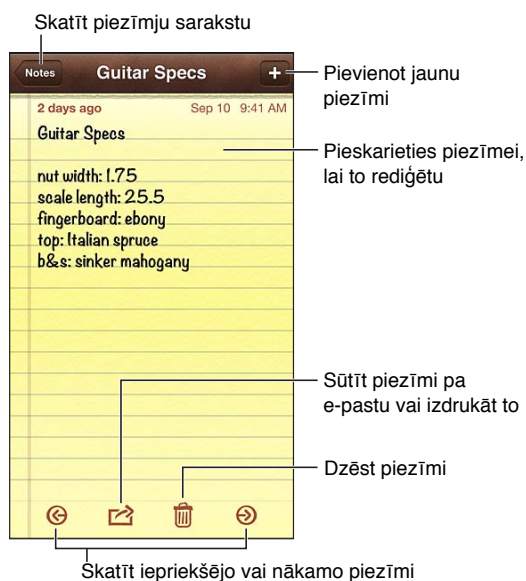 Skatīt piezīmju sarakstu
Notes
Guitar Specs
+
Pievienot jaunu
piezīmi
2 days ago
Sep 10 9:41 AM
Guitar Specs
Pieskarieties piezīmei,
lai to rediģētu
nut width: 1.75
scale length: 25.5
fingerboard: ebony
top: Italian spruce
b&s: sinker mahogany
Sūtīt piezīmi pa
e-pastu vai izdrukāt to
Dzēst piezīmi
Skatīt iepriekšējo vai nākamo piezīmi